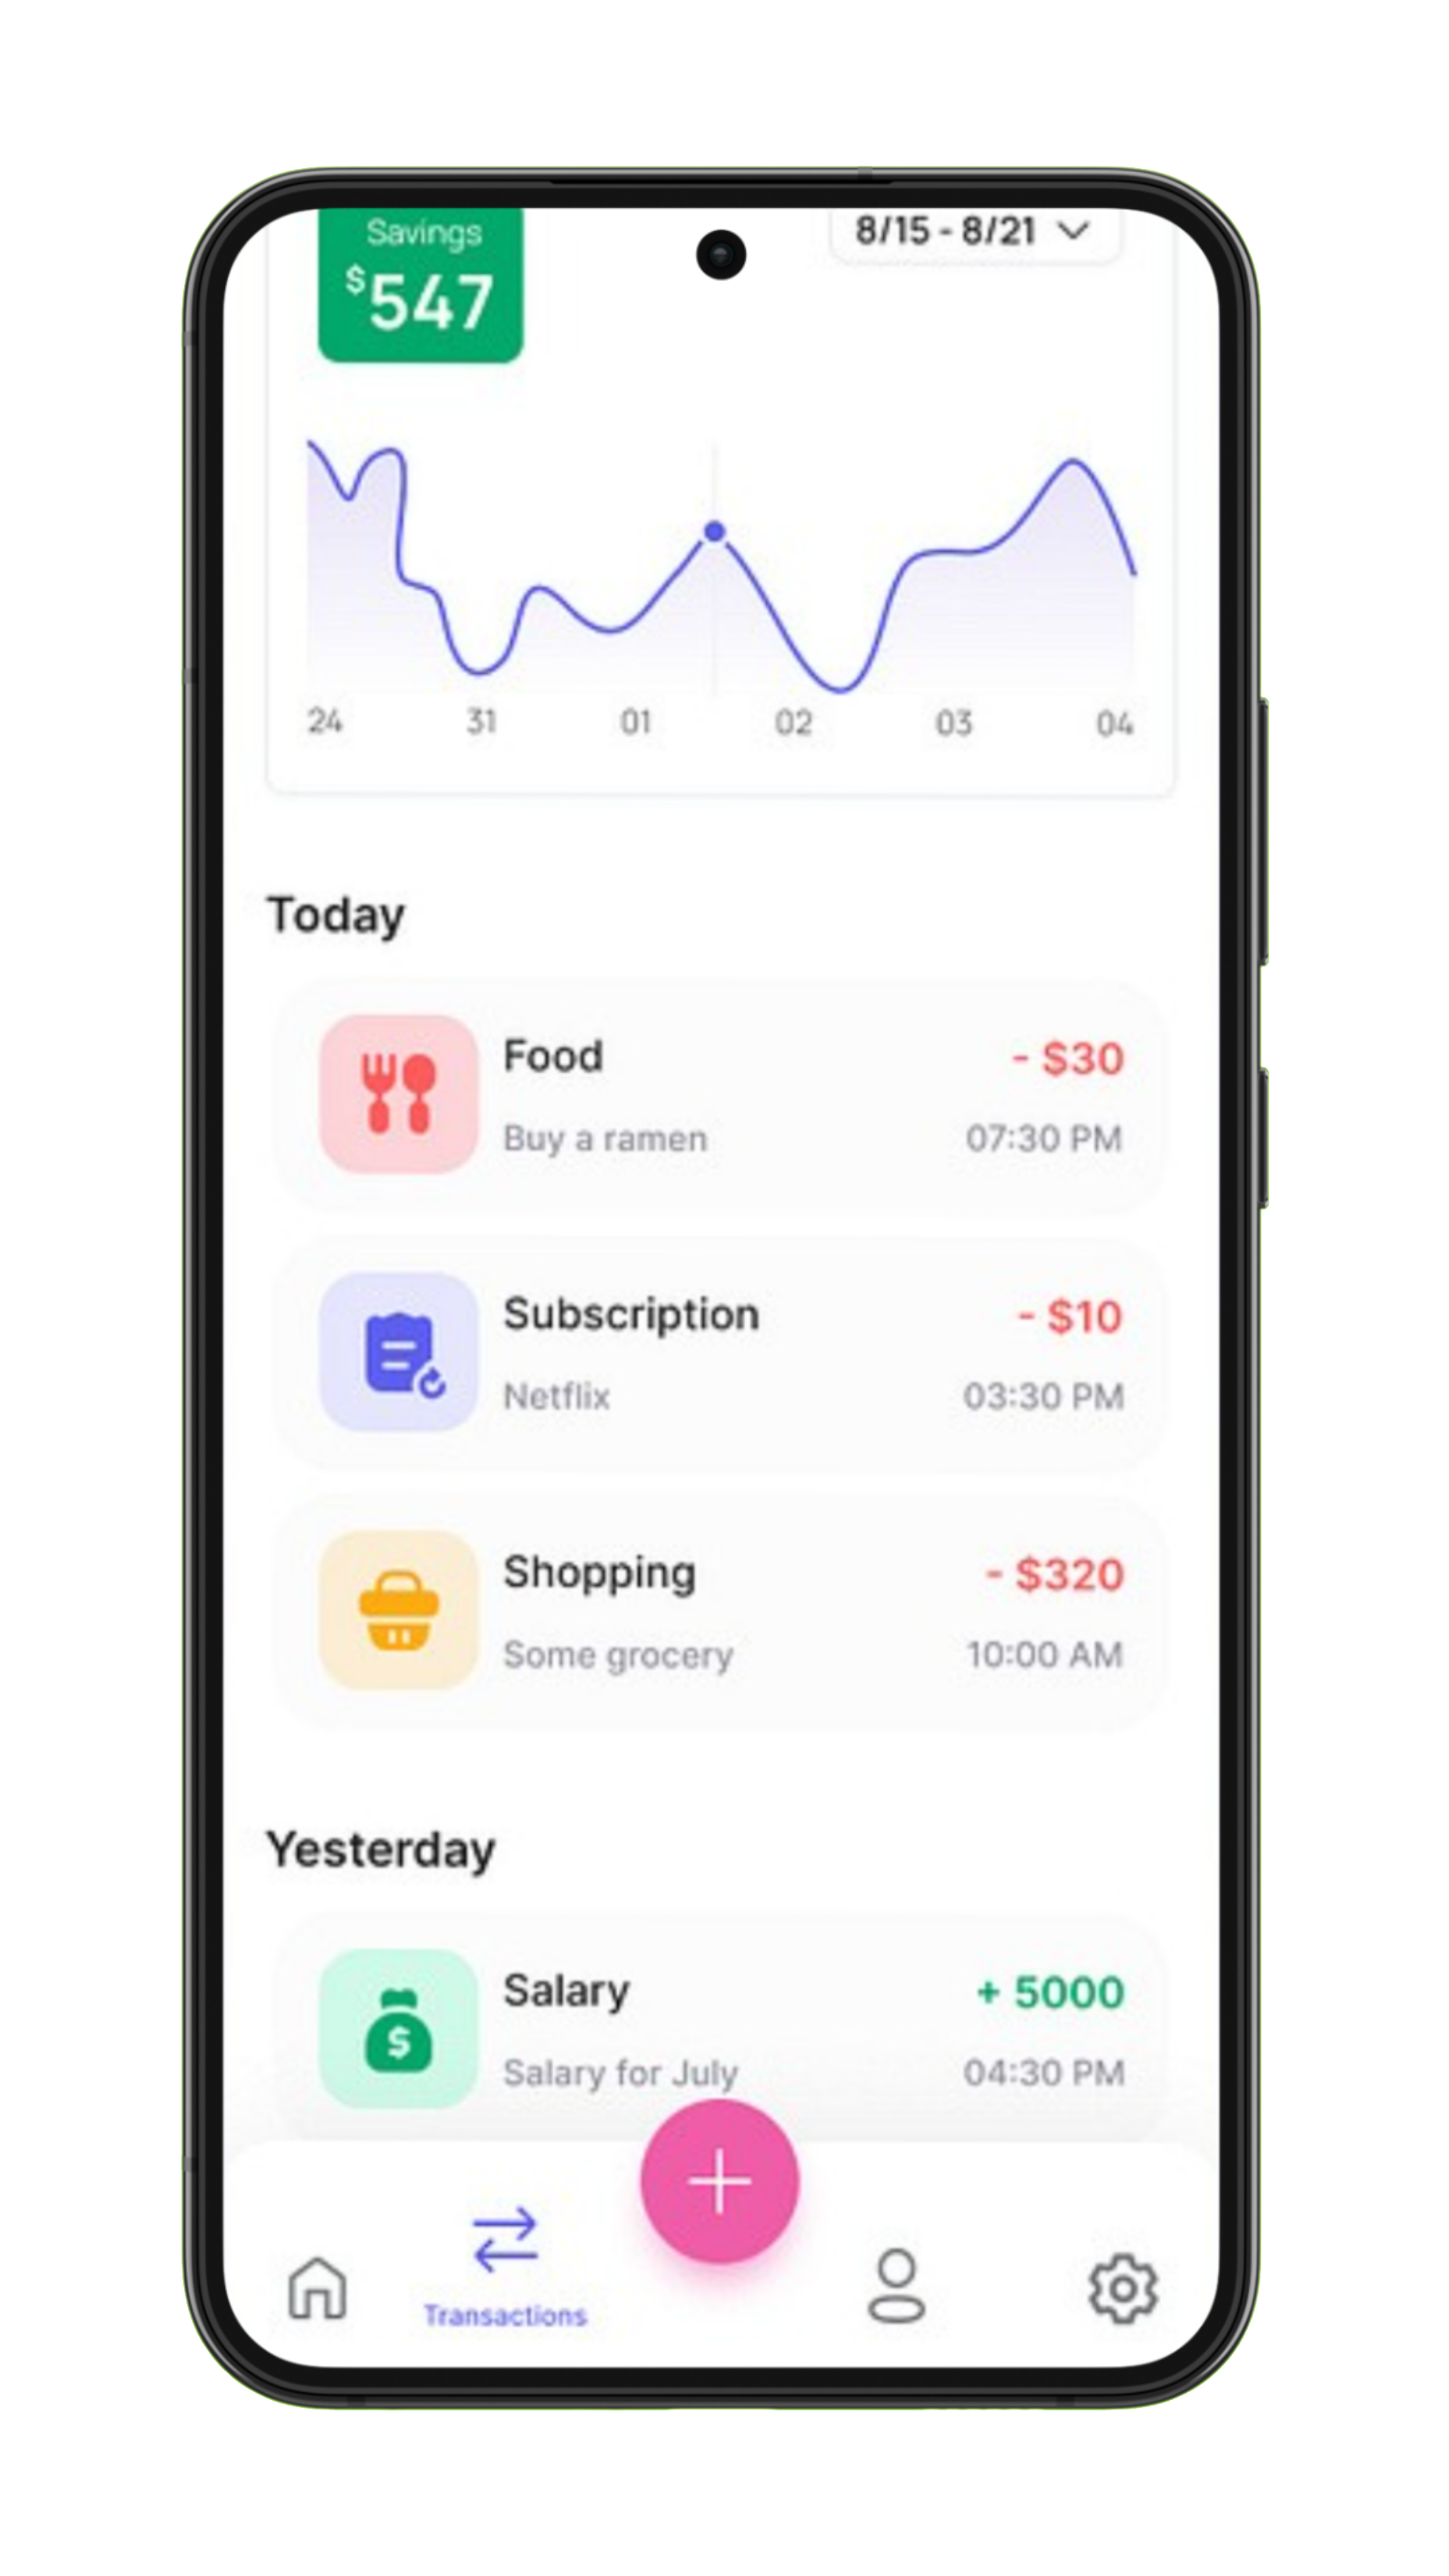 Savings
$547
8/15 - 8/21
24 31 01 02 03 04
Today
Food - $30
Buy a ramen 07:30 PM
Subscription - $10
Netflix 03:30 PM
Shopping - $320
Some grocery 10:00 AM
Yesterday
Salary + 5000
Salary for July 04:30 PM
Transactions